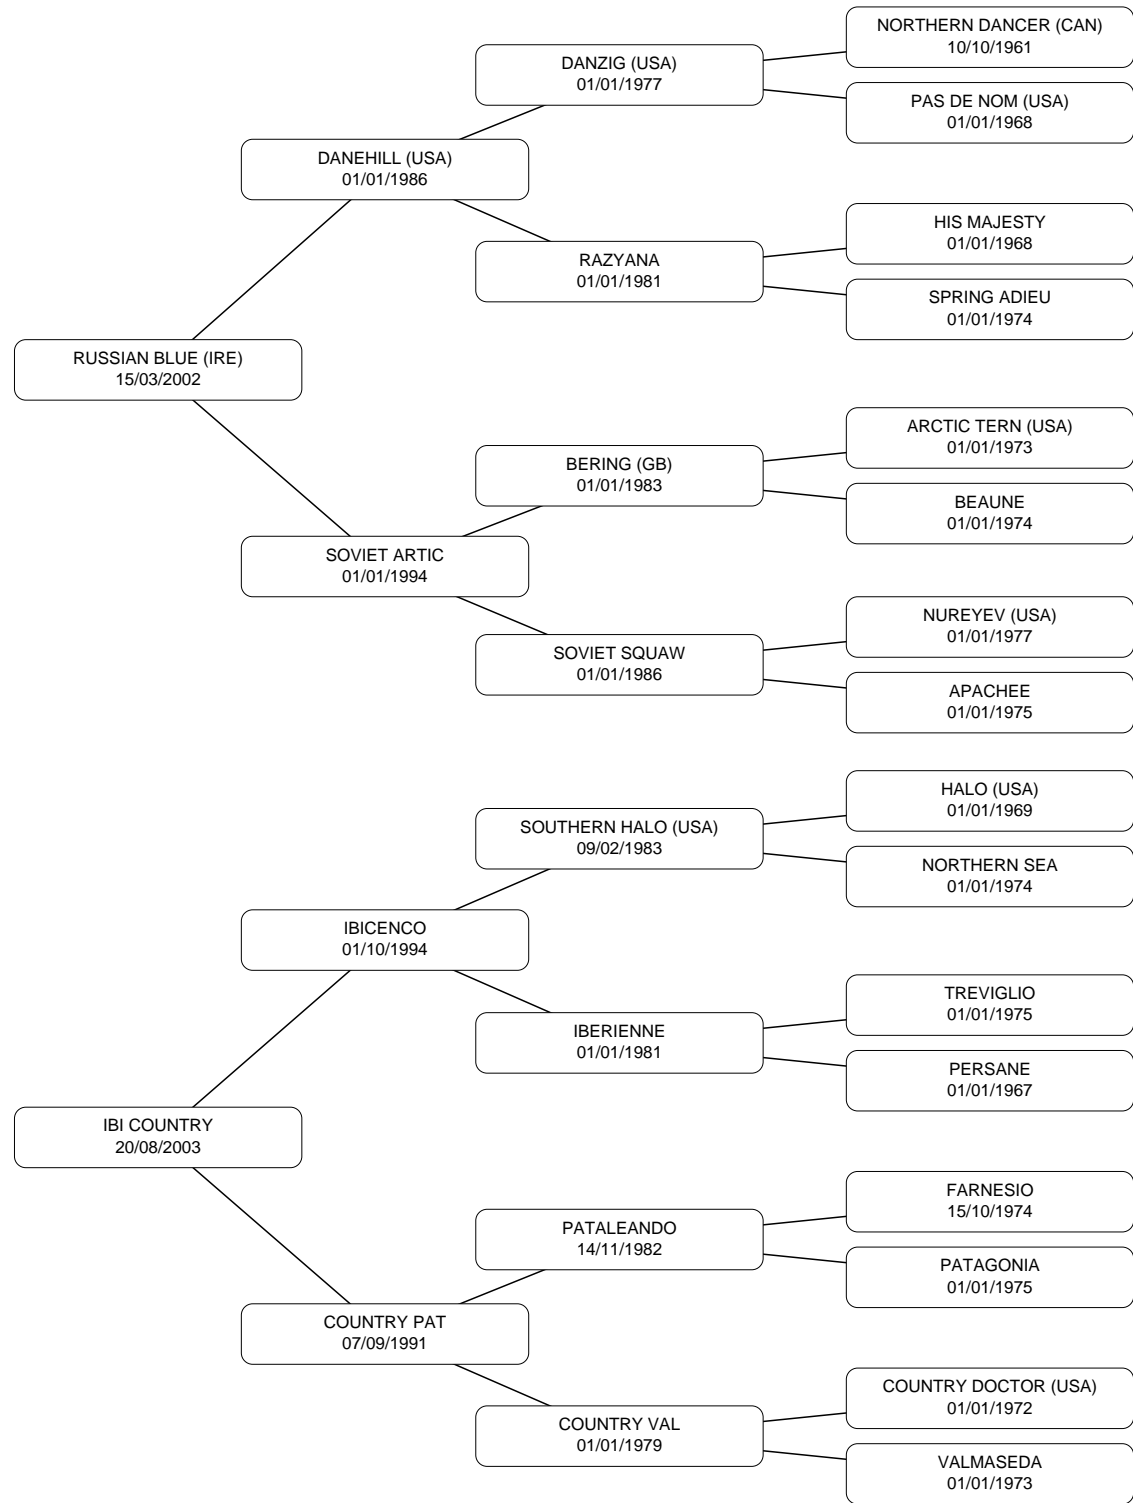 NORTHERN DANCER (CAN)
10/10/1961
DANZIG (USA)
01/01/1977
PAS DE NOM (USA)
01/01/1968
DANEHILL (USA)
01/01/1986
HIS MAJESTY
01/01/1968
RAZYANA
01/01/1981
SPRING ADIEU
01/01/1974
RUSSIAN BLUE (IRE)
15/03/2002
ARCTIC TERN (USA)
01/01/1973
BERING (GB)
01/01/1983
BEAUNE
01/01/1974
SOVIET ARTIC
01/01/1994
NUREYEV (USA)
01/01/1977
SOVIET SQUAW
01/01/1986
APACHEE
01/01/1975
HALO (USA)
01/01/1969
SOUTHERN HALO (USA)
09/02/1983
NORTHERN SEA
01/01/1974
IBICENCO
01/10/1994
TREVIGLIO
01/01/1975
IBERIENNE
01/01/1981
PERSANE
01/01/1967
IBI COUNTRY
20/08/2003
FARNESIO
15/10/1974
PATALEANDO
14/11/1982
PATAGONIA
01/01/1975
COUNTRY PAT
07/09/1991
COUNTRY DOCTOR (USA)
01/01/1972
COUNTRY VAL
01/01/1979
VALMASEDA
01/01/1973